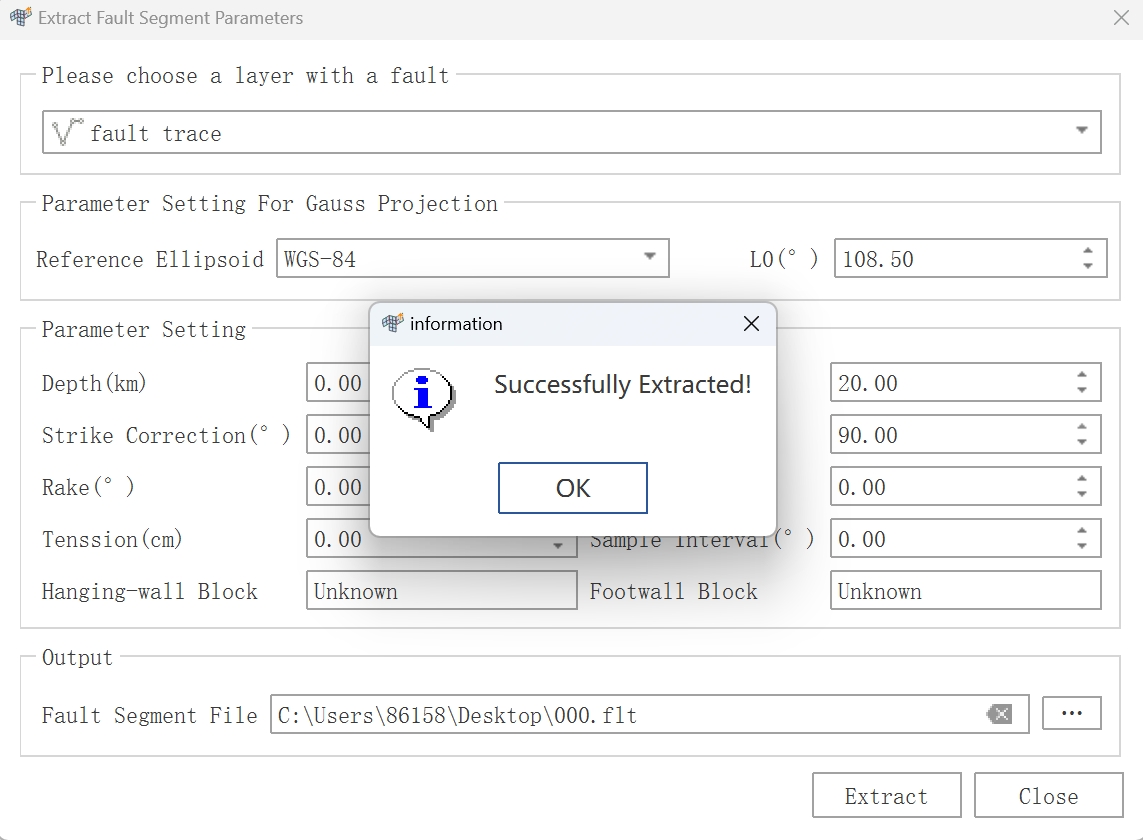 Extract Fault Segment Parameters
Please choose a layer with a fault
fault trace
Parameter Setting For Gauss Projection
Reference Ellipsoid WGS-84 L0(°) 108.50
Parameter Setting
information
Successfully Extracted!
OK
Depth(km) 0.00 20.00
Strike Correction(°) 0.00 90.00
Rake(°) 0.00 0.00
Tenssion(cm) 0.00 Sample Interval(°) 0.00
Hanging-wall Block Unknown Footwall Block Unknown
Output
Fault Segment File C:\Users\86158\Desktop\000.flt ...
Extract Close